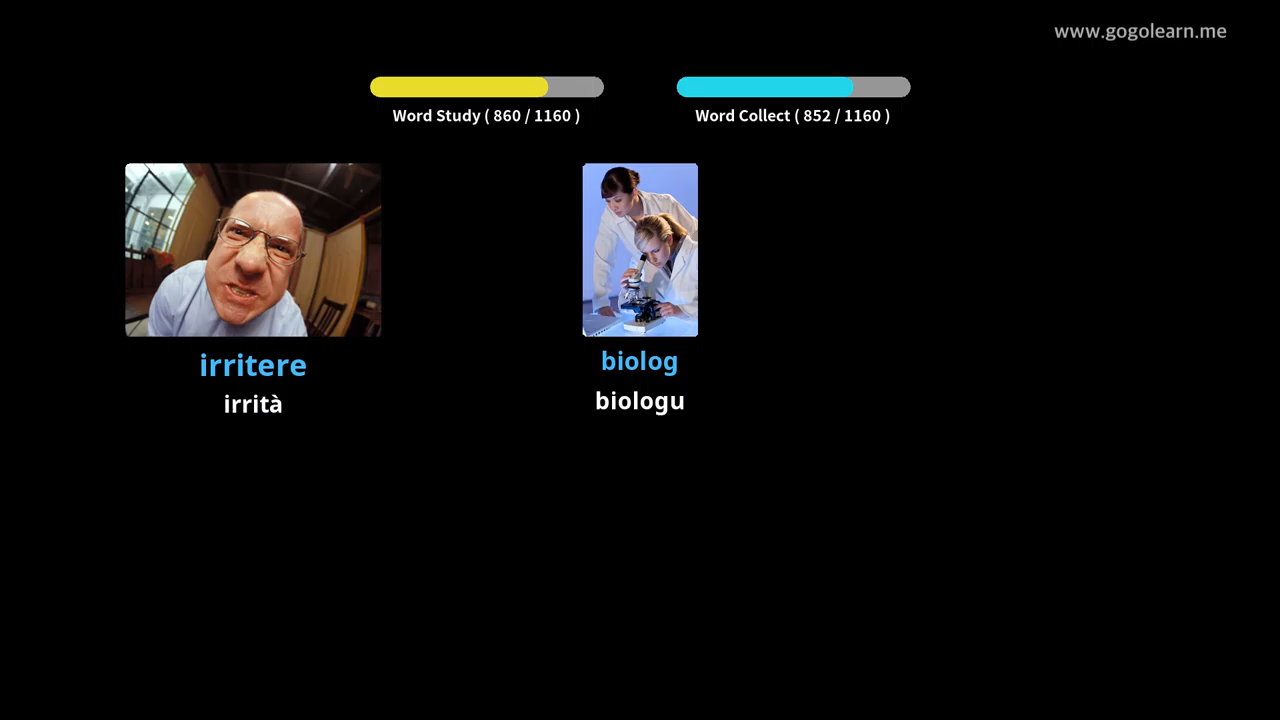 www.gogolearn.me
Word Study ( 860 / 1160 )
Word Collect ( 852 / 1160 )
irritere
irrità
biolog
biologu